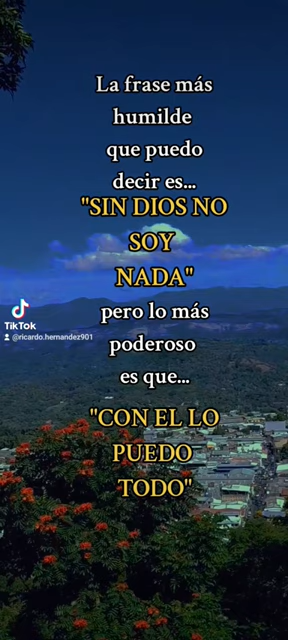 La frase más
humilde
que puedo
decir es...
"SIN DIOS NO
SOY
NADA"
pero lo más
poderoso
es que...
"CON EL LO
PUEDO
TODO"
TikTok
@ricardo.hernandez901